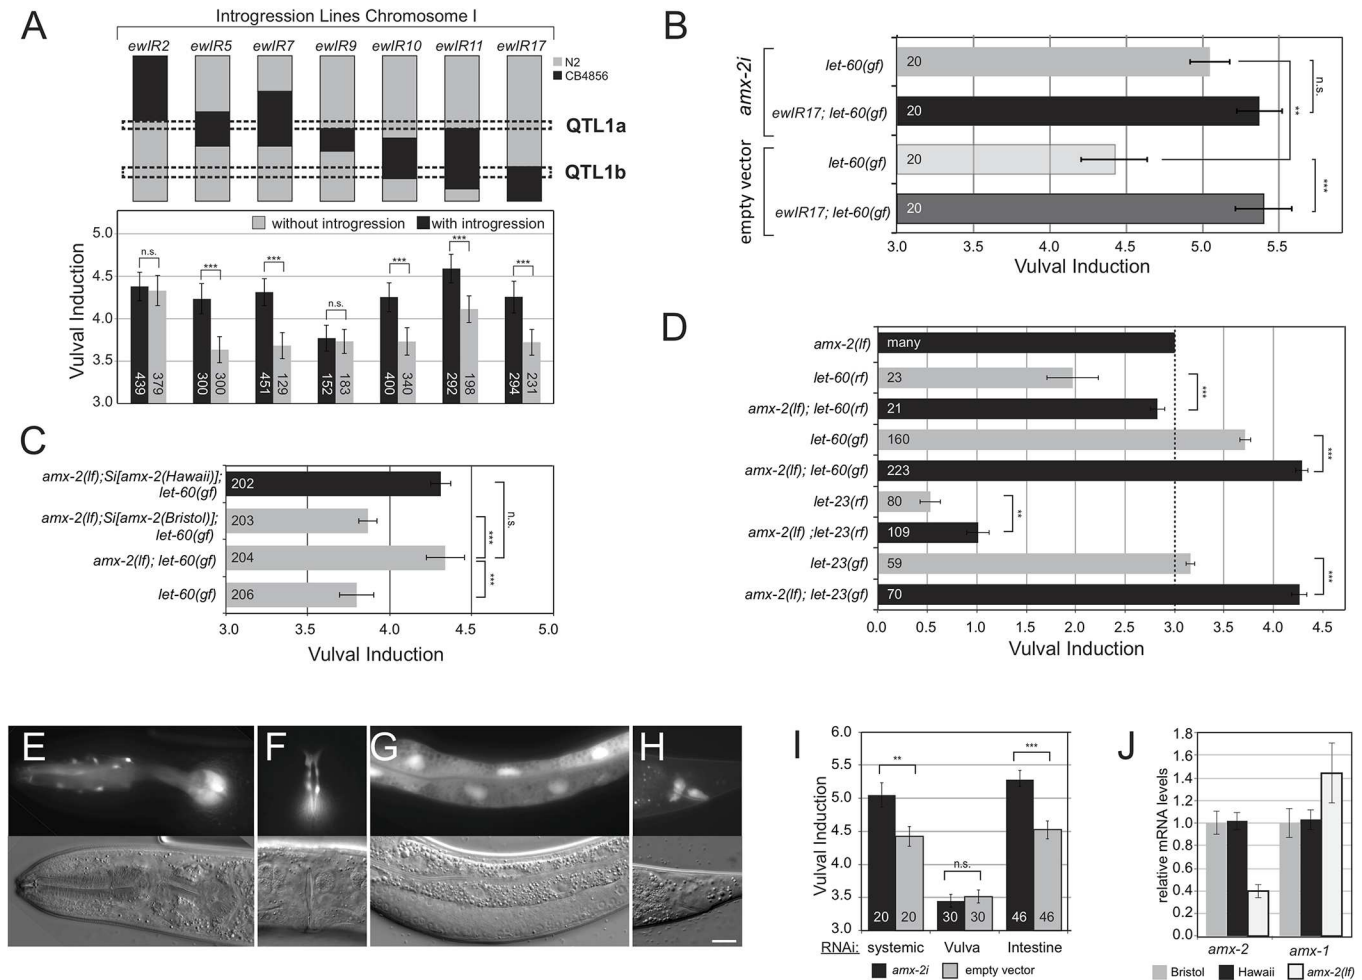 A
Introgression Lines Chromosome I
ewIR2 ewIR5 ewIR7 ewIR9 ewIR10 ewIR11 ewIR17
N2
CB4856
QTL1a
QTL1b
without introgression with introgression
Vulval Induction
5.0
4.5
4.0
3.5
3.0
n.s. *** *** n.s. *** *** ***
439 379 300 300 451 129 152 183 400 340 292 198 294 231
B
amx-2i
empty vector
let-60(gf) 20
ewIR17; let-60(gf) 20
let-60(gf) 20
ewIR17; let-60(gf) 20
n.s.
**
***
3.0 3.5 4.0 4.5 5.0 5.5
Vulval Induction
C
amx-2(lf);Si[amx-2(Hawaii)];
let-60(gf)
202
amx-2(lf);Si[amx-2(Bristol)];
let-60(gf)
203
amx-2(lf); let-60(gf) 204
let-60(gf) 206
n.s.
***
***
3.0 3.5 4.0 4.5 5.0
Vulval Induction
D
amx-2(lf) many
let-60(rf) 23
amx-2(lf); let-60(rf) 21
let-60(gf) 160
amx-2(lf); let-60(gf) 223
let-23(rf) 80
amx-2(lf) ;let-23(rf) 109
let-23(gf) 59
amx-2(lf); let-23(gf) 70
***
***
**
***
0.0 0.5 1.0 1.5 2.0 2.5 3.0 3.5 4.0 4.5
Vulval Induction
E F G H
I
Vulval Induction
6.0
5.5
5.0
4.5
4.0
3.5
3.0
** n.s. ***
20 20 30 30 46 46
RNAi: systemic Vulva Intestine
amx-2i empty vector
J
relative mRNA levels
1.8
1.6
1.4
1.2
1.0
0.8
0.6
0.4
0.2
0.0
amx-2 amx-1
Bristol Hawaii amx-2(lf)